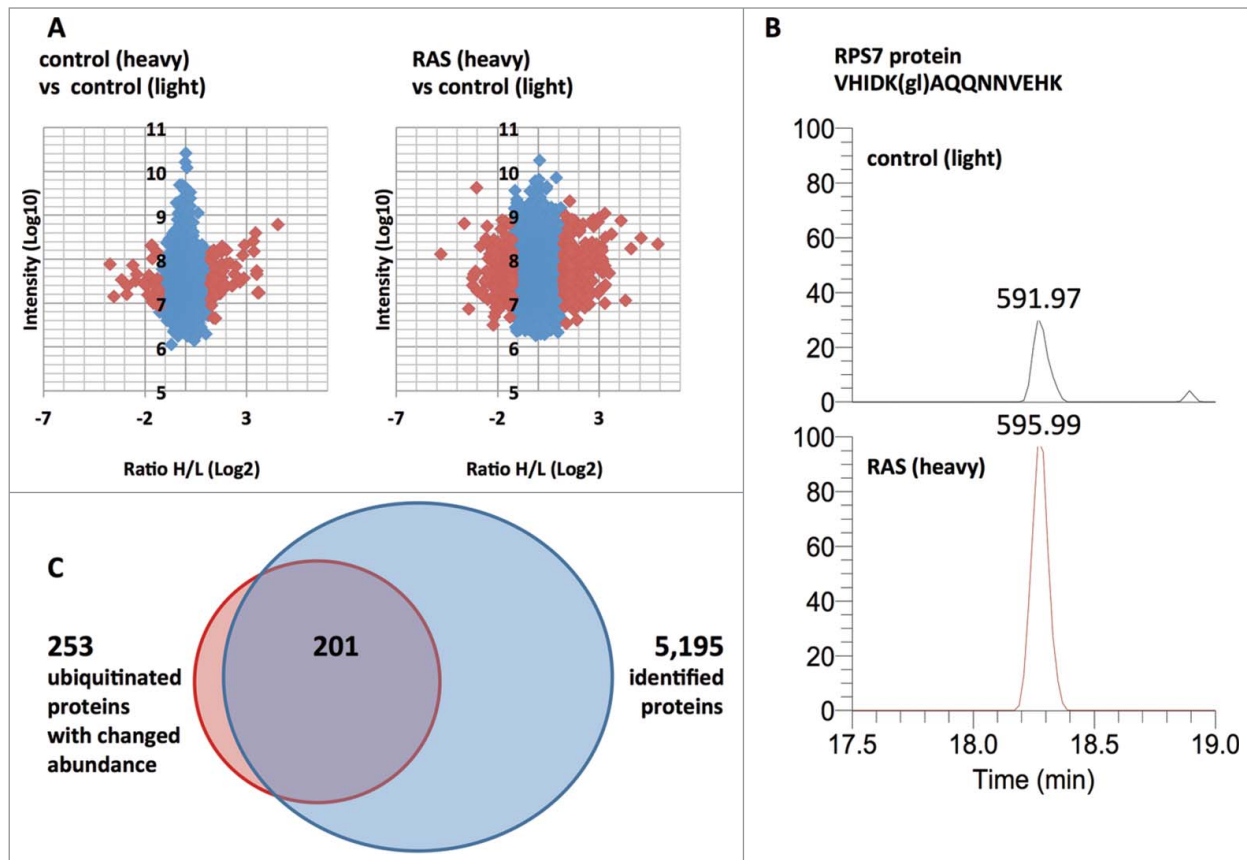 A
control (heavy)
vs control (light)
RAS (heavy)
vs control (light)
Intensity (Log10)
11
10
9
8
7
6
5
-7
-2
3
Ratio H/L (Log2)
Intensity (Log10)
11
10
9
8
7
6
5
-7
-2
3
Ratio H/L (Log2)
B
RPS7 protein
VHIDK(gl)AQQNNVEHK
control (light)
591.97
100
80
60
40
20
0
RAS (heavy)
595.99
100
80
60
40
20
0
17.5
18.0
18.5
19.0
Time (min)
C
253
ubiquitinated
proteins
with changed
abundance
201
5,195
identified
proteins